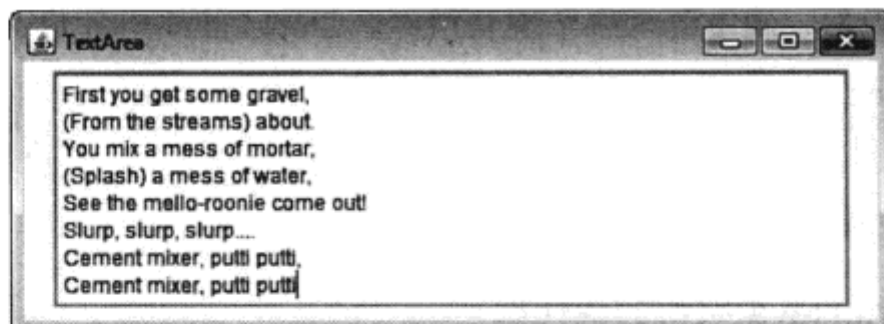 TextArea
First you get some gravel,
(From the streams) about.
You mix a mess of mortar,
(Splash) a mess of water,
See the mello-roonie come out!
Slurp, slurp, slurp....
Cement mixer, putti putti,
Cement mixer, putti putti